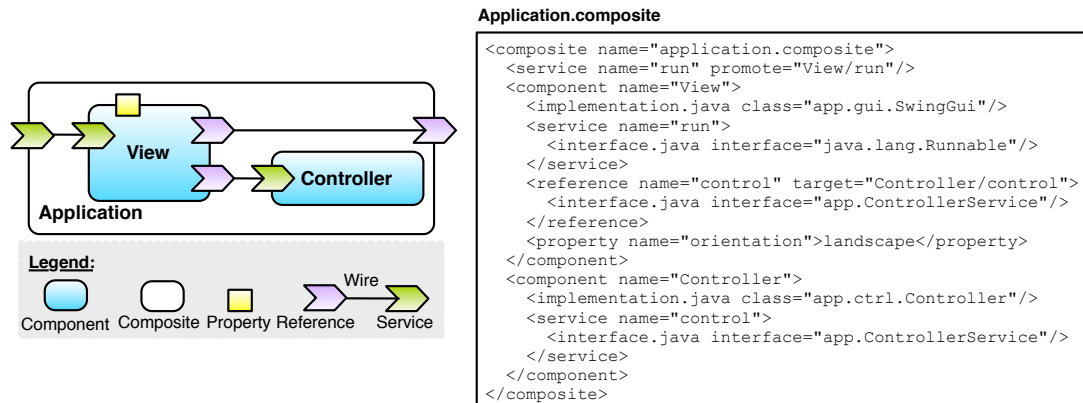 View
Controller
Application
Legend:
Wire
Component
Composite
Property
Reference
Service
Application.composite
<composite name="application.composite">
  <service name="run" promote="View/run"/>
  <component name="View">
    <implementation.java class="app.gui.SwingGui"/>
    <service name="run">
      <interface.java interface="java.lang.Runnable"/>
    </service>
    <reference name="control" target="Controller/control">
      <interface.java interface="app.ControllerService"/>
    </reference>
    <property name="orientation">landscape</property>
  </component>
  <component name="Controller">
    <implementation.java class="app.ctrl.Controller"/>
    <service name="control">
      <interface.java interface="app.ControllerService"/>
    </service>
  </component>
</composite>